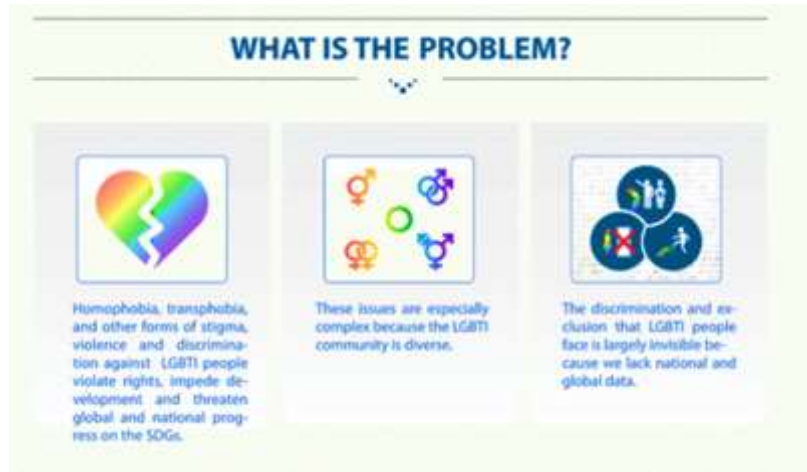 WHAT IS THE PROBLEM?
Homophobia, transphobia,
and other forms of stigma,
violence and discrimina-
tion against LGBTI people
violate rights, impede de-
velopment and threaten
global and national prog-
ress on the SDGs.
These issues are especially
complex because the LGBTI
community is diverse.
The discrimination and ex-
clusion that LGBTI people
face is largely invisible be-
cause we lack national and
global data.